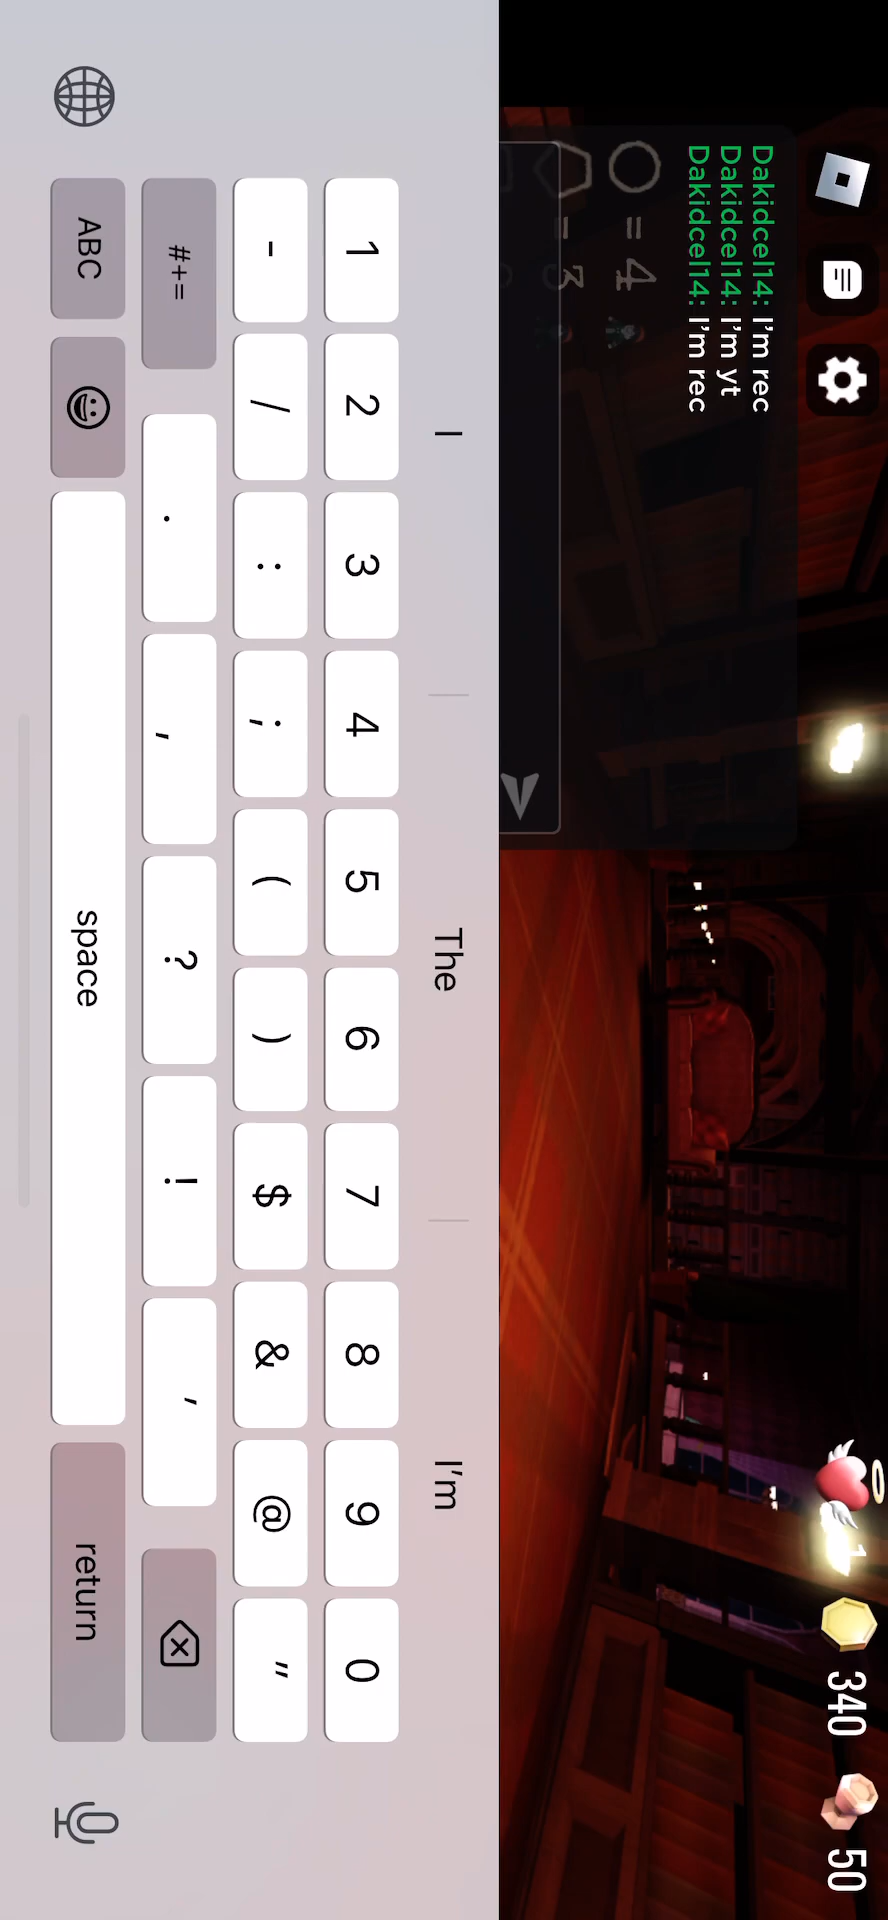 Dakidcel14: I'm rec
Dakidcel14: I'm yt
Dakidcel14: I'm rec
= 4
= 3
1
340
50
I The I'm
1 2 3 4 5 6 7 8 9 0
- / : ; ( ) $ & @ "
#+= . , ? ! '
ABC space return